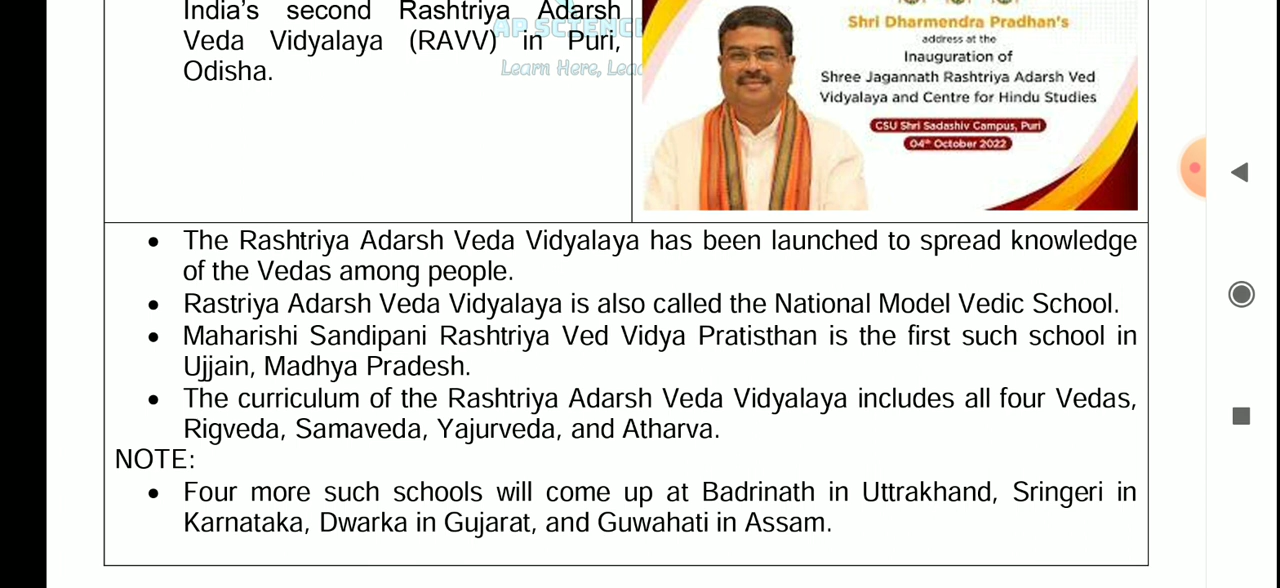 India's second Rashtriya Adarsh
Veda Vidyalaya (RAVV) in Puri,
Odisha.
AP SCIENCE
Learn Here, Lead
Shri Dharmendra Pradhan's
address at the
Inauguration of
Shree Jagannath Rashtriya Adarsh Ved
Vidyalaya and Centre for Hindu Studies
CSU Shri Sadashiv Campus, Puri
04th October 2022
• The Rashtriya Adarsh Veda Vidyalaya has been launched to spread knowledge
of the Vedas among people.
• Rastriya Adarsh Veda Vidyalaya is also called the National Model Vedic School.
• Maharishi Sandipani Rashtriya Ved Vidya Pratisthan is the first such school in
Ujjain, Madhya Pradesh.
• The curriculum of the Rashtriya Adarsh Veda Vidyalaya includes all four Vedas,
Rigveda, Samaveda, Yajurveda, and Atharva.
NOTE:
• Four more such schools will come up at Badrinath in Uttrakhand, Sringeri in
Karnataka, Dwarka in Gujarat, and Guwahati in Assam.